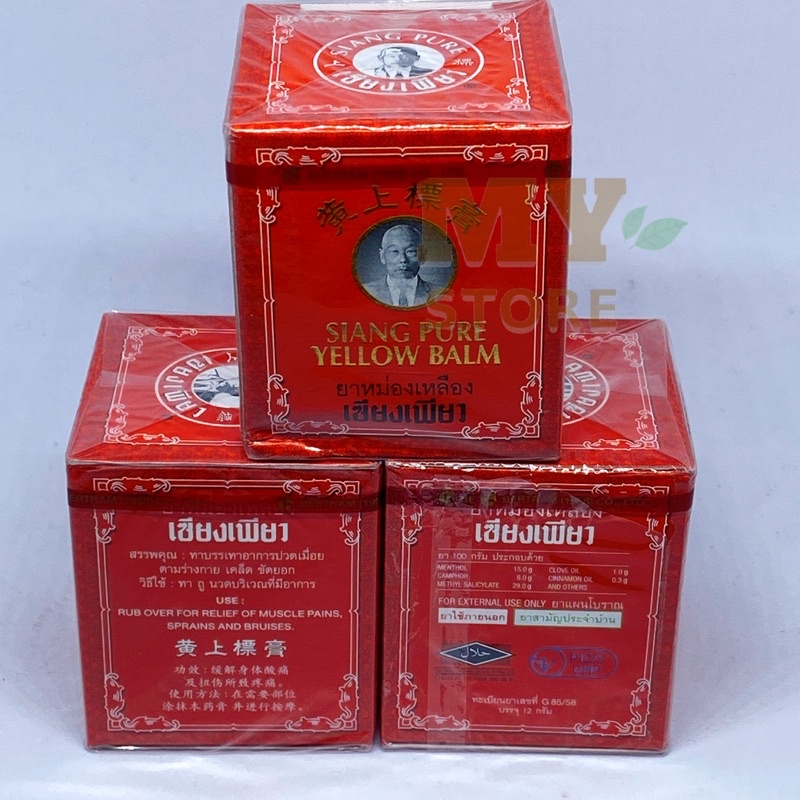 SIANG PURE
黄上標膏
MY
STORE
SIANG PURE
YELLOW BALM
ยาหม่องเหลือง
เซียงเพียว
เซียงเพียว
สรรพคุณ : ทาบรรเทาอาการปวดเมื่อย
ตามร่างกาย เคล็ด ขัดยอก
วิธีใช้ : ทา ถู นวดบริเวณที่มีอาการ
USE :
RUB OVER FOR RELIEF OF MUSCLE PAINS,
SPRAINS AND BRUISES.
黄上標膏
功效:缓解身体酸痛
及扭伤所致疼痛。
使用方法:在需要部位
涂抹本药膏并进行按摩。
ยาหม่องเหลือง
เซียงเพียว
ยา 100 กรัม ประกอบด้วย
MENTHOL 15.0 g CLOVE OIL 1.0 g
CAMPHOR 8.0 g CINNAMON OIL 0.3 g
METHYL SALICYLATE 29.0 g AND OTHERS
FOR EXTERNAL USE ONLY ยาแผนโบราณ
ยาใช้ภายนอก ยาสามัญประจำบ้าน
حلال
ทะเบียนยาเลขที่ G 85/58
บรรจุ 12 กรัม